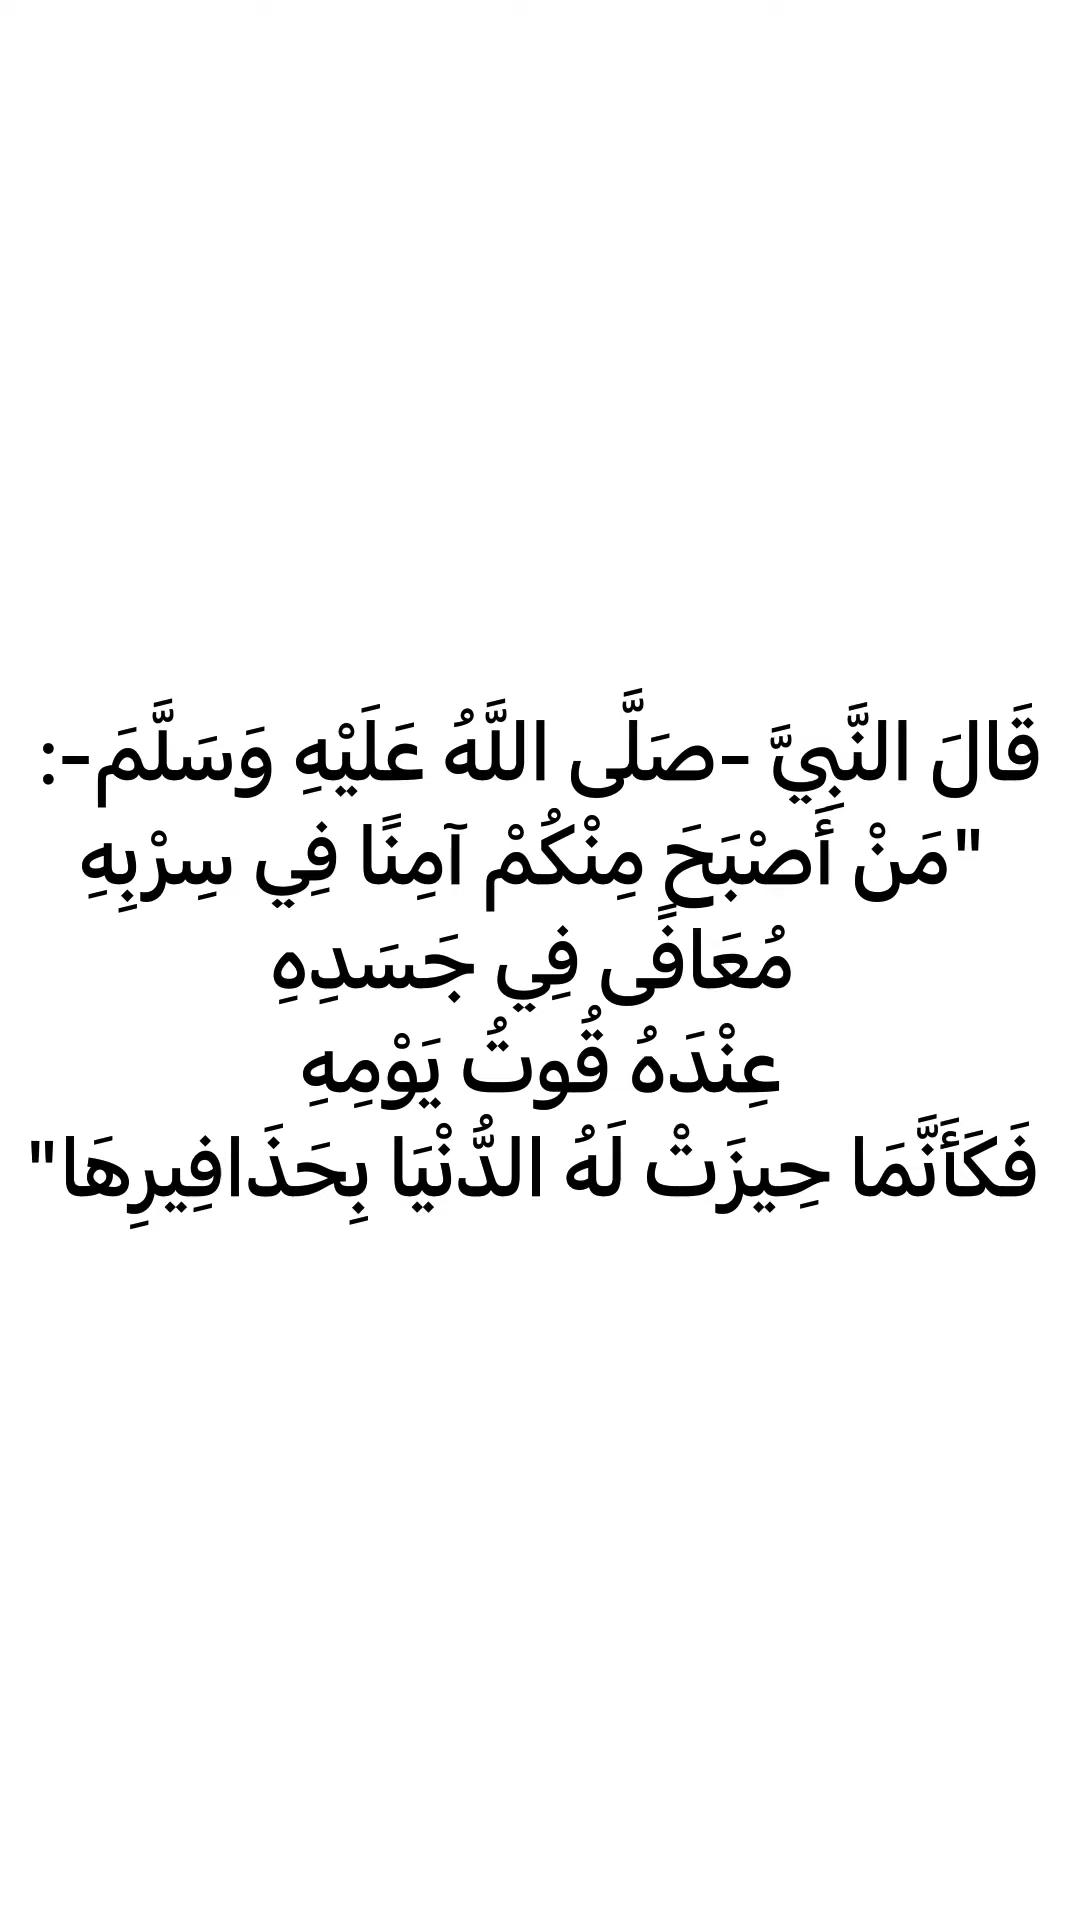 قَالَ النَّبِيَّ -صَلَّى اللَّهُ عَلَيْهِ وَسَلَّمَ-:
"مَنْ أَصْبَحَ مِنْكُمْ آمِنًا فِي سِرْبِهِ
مُعَافًى فِي جَسَدِهِ
عِنْدَهُ قُوتُ يَوْمِهِ
فَكَأَنَّمَا حِيزَتْ لَهُ الدُّنْيَا بِحَذَافِيرِهَا"